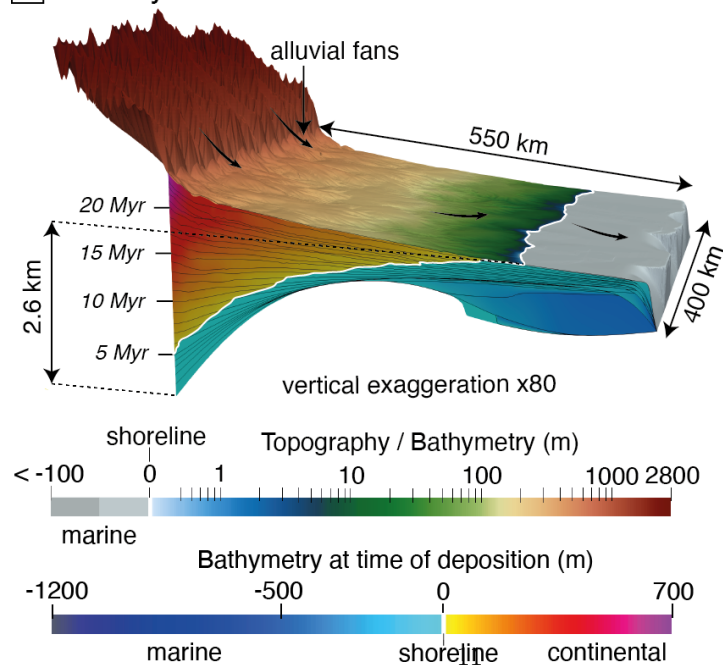 alluvial fans
550 km
20 Myr
15 Myr
10 Myr
5 Myr
2.6 km
400 km
vertical exaggeration x80
shoreline
Topography / Bathymetry (m)
< -100 0 1 10 100 1000 2800
marine
Bathymetry at time of deposition (m)
-1200 -500 0 700
marine shoreline continental